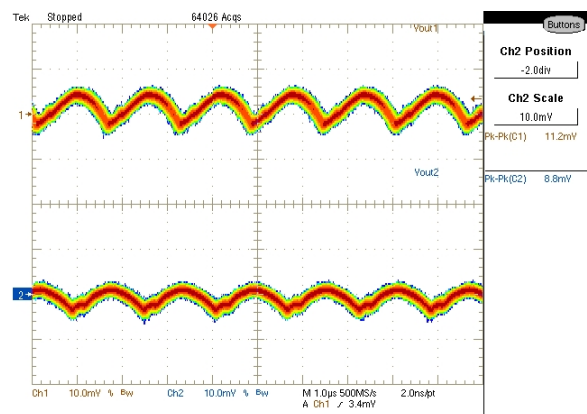 Tek Stopped 64026 Acqs
Buttons
Vout1
Ch2 Position
-2.0div
Ch2 Scale
10.0mV
Pk-Pk(C1) 11.2mV
Vout2
Pk-Pk(C2) 8.8mV
1
2
Ch1 10.0mV % Bw Ch2 10.0mV % Bw M 1.0µs 500MS/s 2.0ns/pt
A Ch1 / 3.4mV